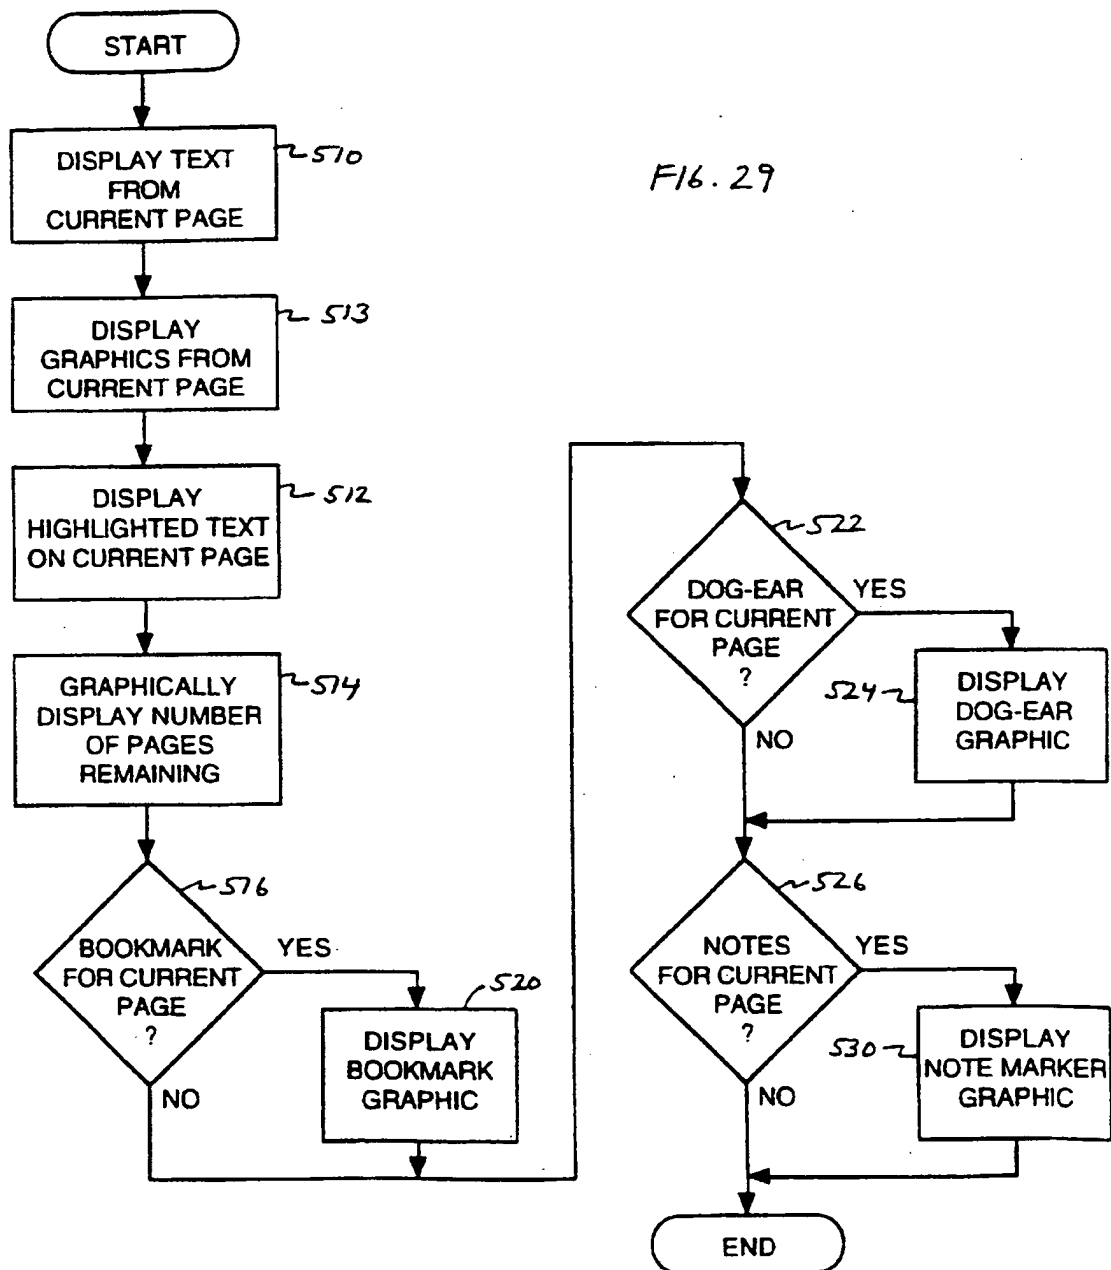 START
DISPLAY TEXT
FROM
CURRENT PAGE
510
FIG. 29
DISPLAY
GRAPHICS FROM
CURRENT PAGE
513
DISPLAY
HIGHLIGHTED TEXT
ON CURRENT PAGE
512
GRAPHICALLY
DISPLAY NUMBER
OF PAGES
REMAINING
514
BOOKMARK
FOR CURRENT
PAGE
?
516
YES
NO
520
DISPLAY
BOOKMARK
GRAPHIC
522
DOG-EAR
FOR CURRENT
PAGE
?
YES
NO
524
DISPLAY
DOG-EAR
GRAPHIC
526
NOTES
FOR CURRENT
PAGE
?
YES
NO
530
DISPLAY
NOTE MARKER
GRAPHIC
END